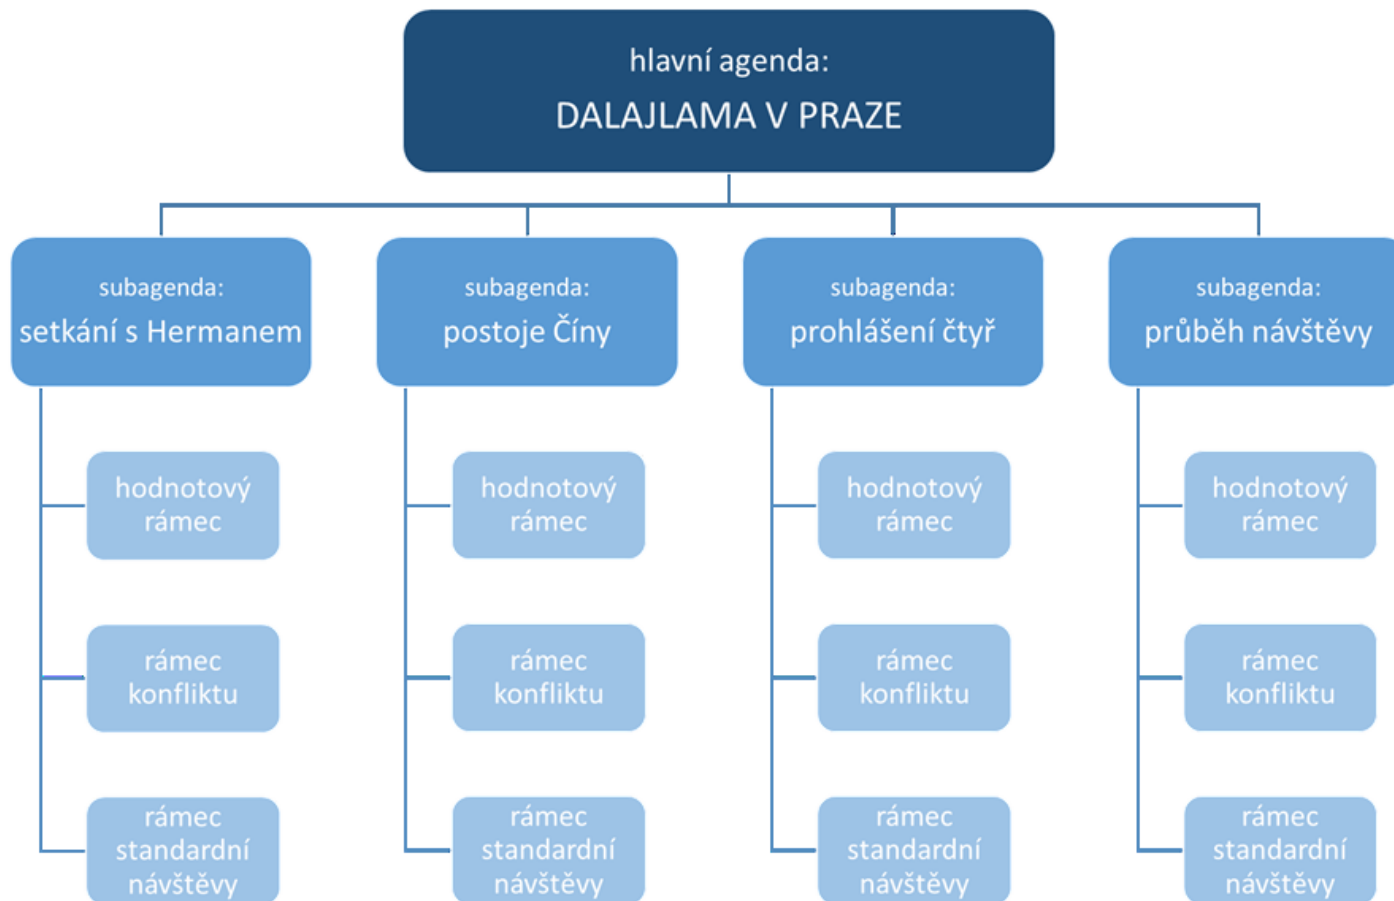 hlavní agenda:
DALAJLAMA V PRAZE
subagenda:
setkání s Hermanem
subagenda:
postoje Číny
subagenda:
prohlášení čtyř
subagenda:
průběh návštěvy
hodnotový
rámec
hodnotový
rámec
hodnotový
rámec
hodnotový
rámec
rámec
konfliktu
rámec
konfliktu
rámec
konfliktu
rámec
konfliktu
rámec
standardní
návštěvy
rámec
standardní
návštěvy
rámec
standardní
návštěvy
rámec
standardní
návštěvy